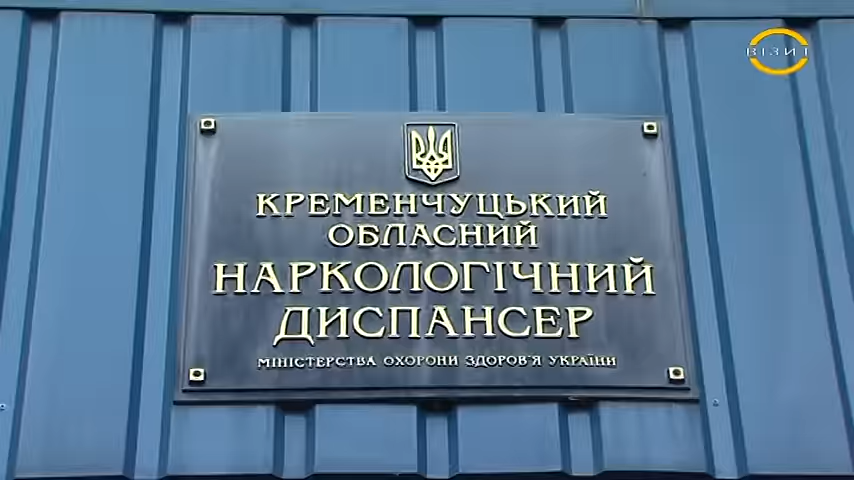 ВІЗИТ
КРЕМЕНЧУЦЬКИЙ
ОБЛАСНИЙ
НАРКОЛОГІЧНИЙ
ДИСПАНСЕР
МІНІСТЕРСТВА ОХОРОНИ ЗДОРОВ'Я УКРАЇНИ